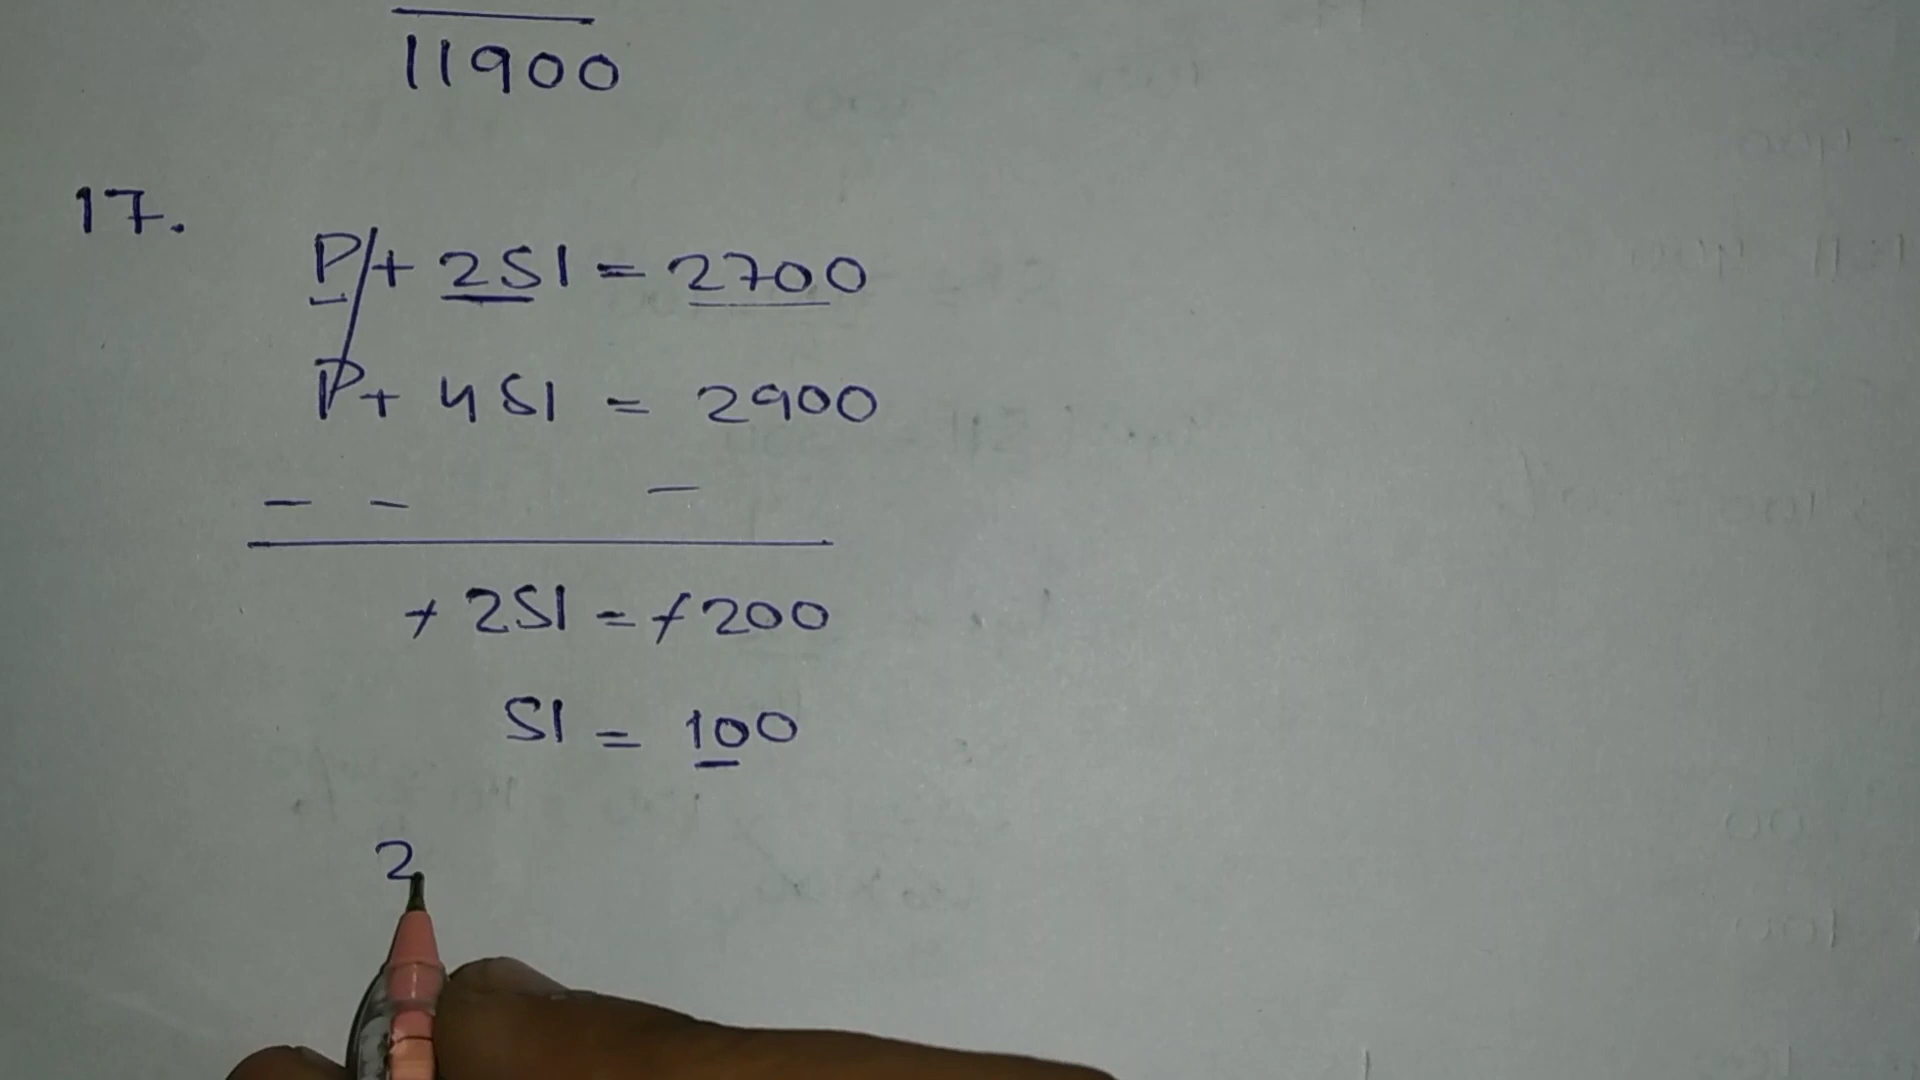 11900
17.
P + 2SI = 2700
P + 4SI = 2900
- - -
+ 2SI = + 200
SI = 100
2